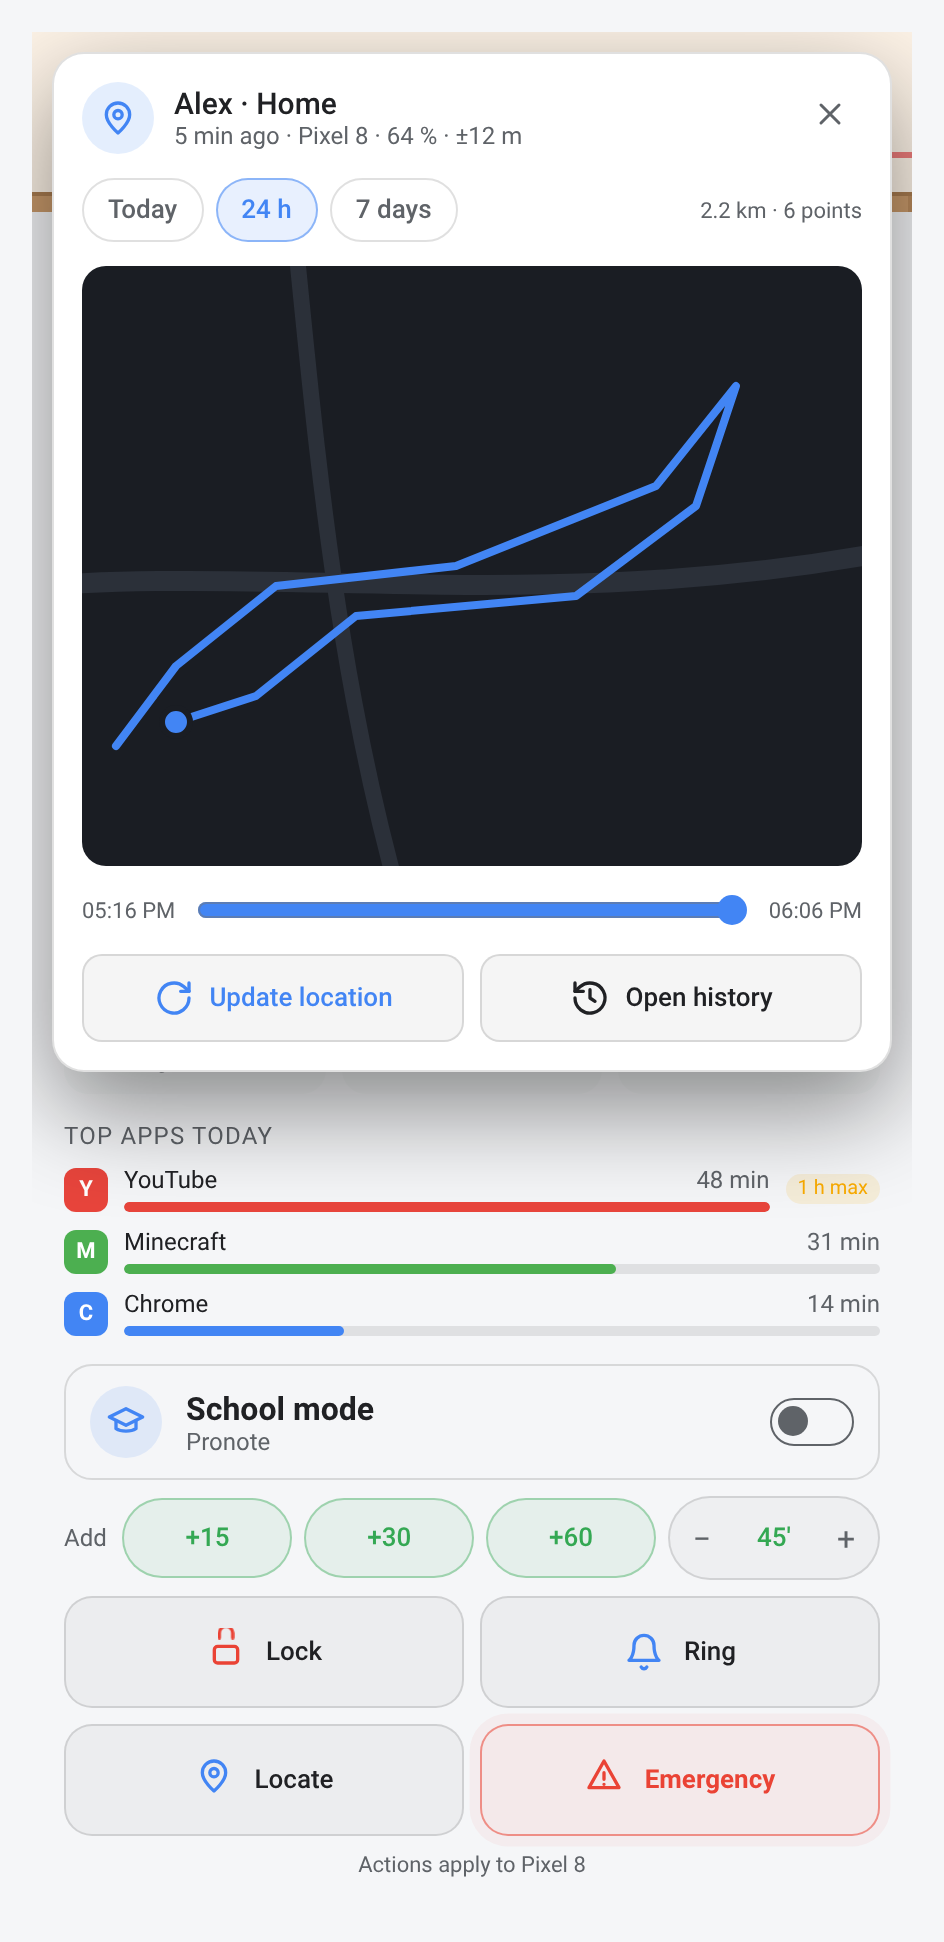 Alex · Home
5 min ago · Pixel 8 · 64 % · ±12 m
Today
24 h
7 days
2.2 km · 6 points
05:16 PM
06:06 PM
Update location
Open history
TOP APPS TODAY
Y
YouTube
48 min
1 h max
M
Minecraft
31 min
C
Chrome
14 min
School mode
Pronote
Add
+15
+30
+60
− 45' +
Lock
Ring
Locate
Emergency
Actions apply to Pixel 8